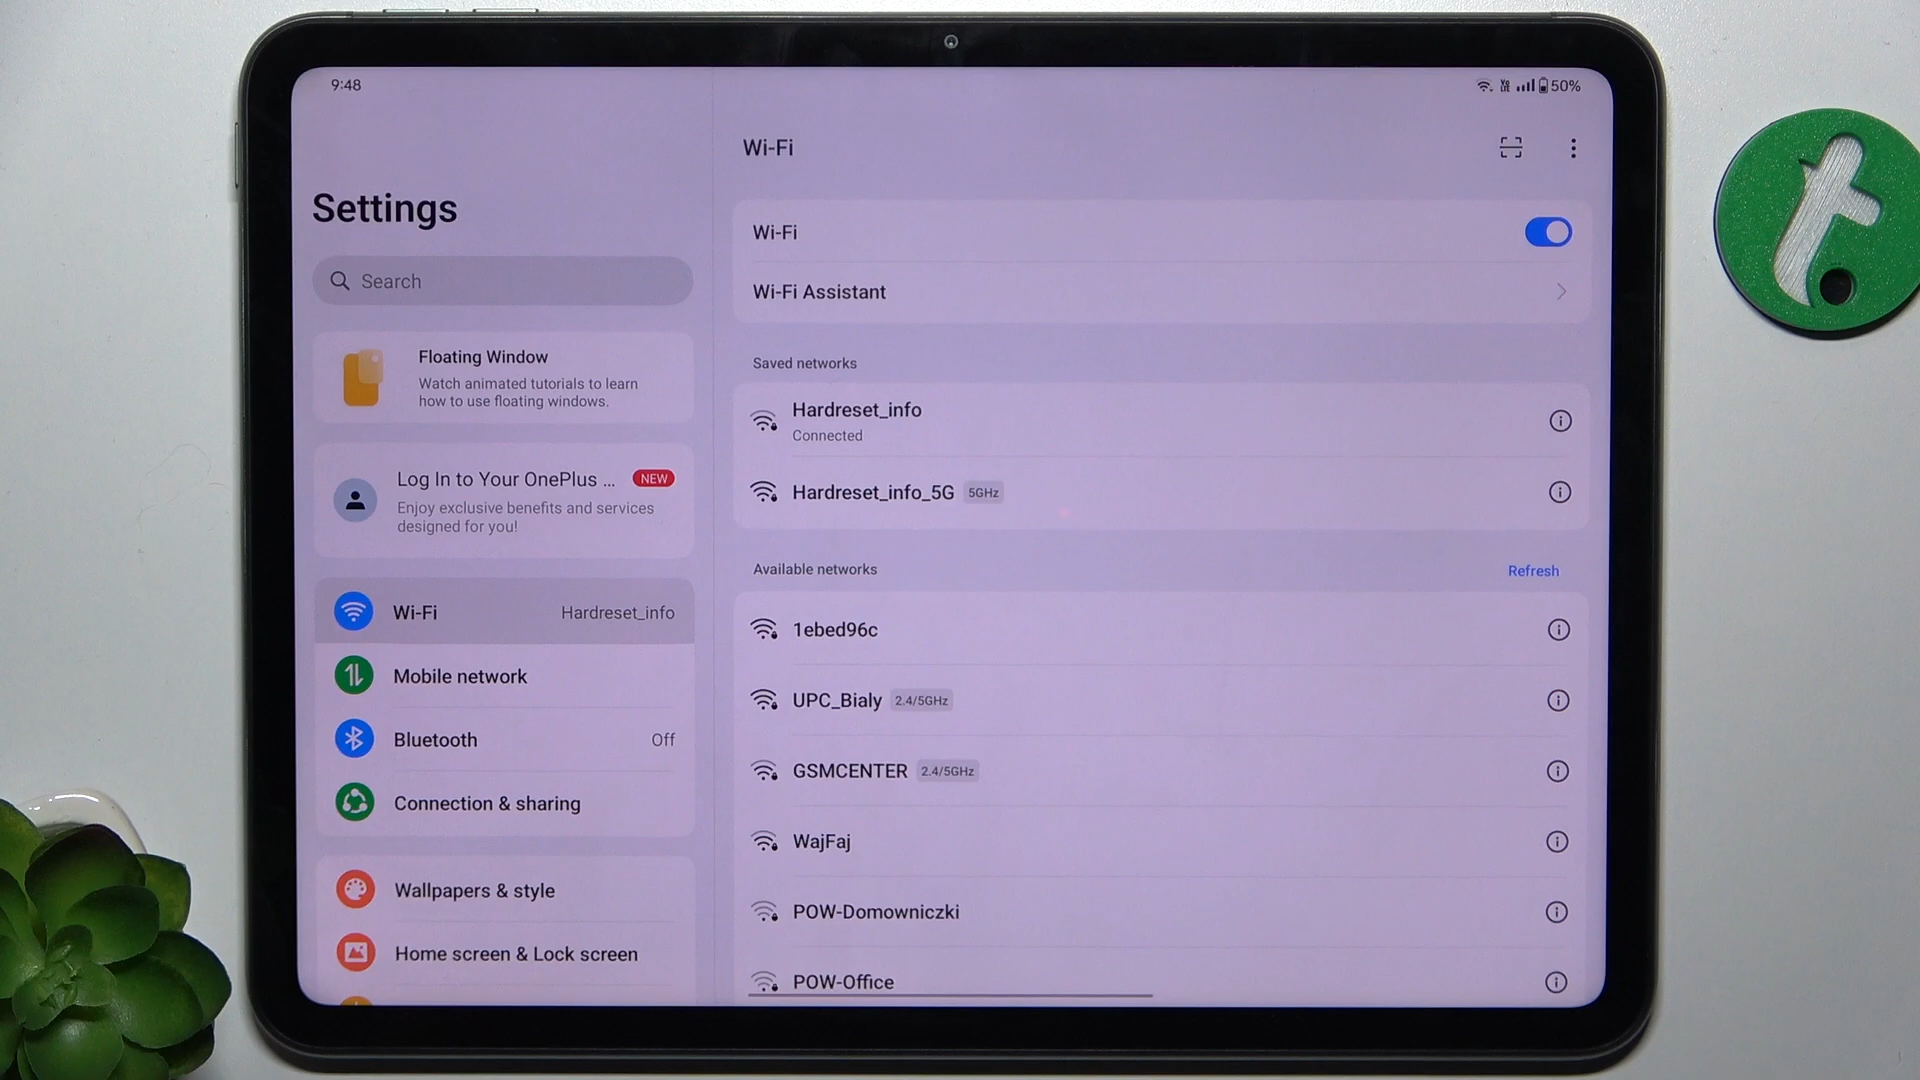 9:48
Vo LTE 50%
Settings
Search
Floating Window
Watch animated tutorials to learn
how to use floating windows.
Log In to Your OnePlus ... NEW
Enjoy exclusive benefits and services
designed for you!
Wi-Fi Hardreset_info
Mobile network
Bluetooth Off
Connection & sharing
Wallpapers & style
Home screen & Lock screen
Wi-Fi
Wi-Fi
Wi-Fi Assistant
Saved networks
Hardreset_info
Connected
Hardreset_info_5G 5GHz
Available networks Refresh
1ebed96c
UPC_Bialy 2.4/5GHz
GSMCENTER 2.4/5GHz
WajFaj
POW-Domowniczki
POW-Office